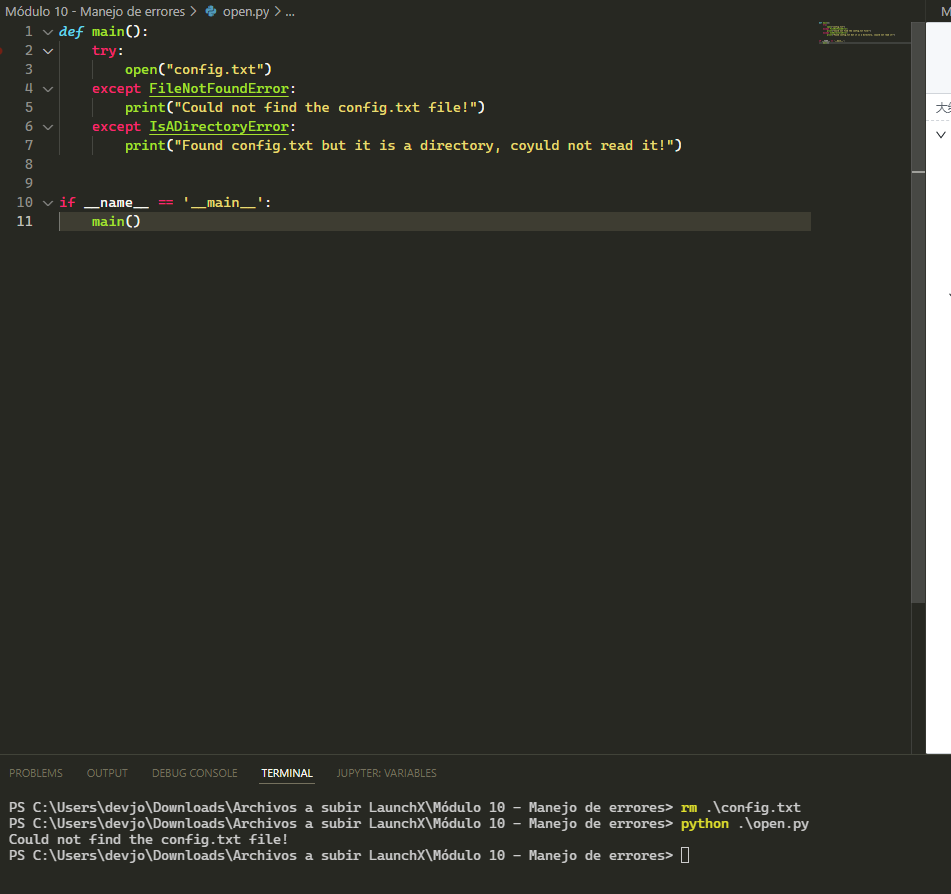 Módulo 10 - Manejo de errores > open.py > ...
1 def main():
2 try:
3 open("config.txt")
4 except FileNotFoundError:
5 print("Could not find the config.txt file!")
6 except IsADirectoryError:
7 print("Found config.txt but it is a directory, coyuld not read it!")
8
9
10 if __name__ == '__main__':
11 main()
PROBLEMS OUTPUT DEBUG CONSOLE TERMINAL JUPYTER: VARIABLES
PS C:\Users\devjo\Downloads\Archivos a subir LaunchX\Módulo 10 - Manejo de errores> rm .\config.txt
PS C:\Users\devjo\Downloads\Archivos a subir LaunchX\Módulo 10 - Manejo de errores> python .\open.py
Could not find the config.txt file!
PS C:\Users\devjo\Downloads\Archivos a subir LaunchX\Módulo 10 - Manejo de errores>